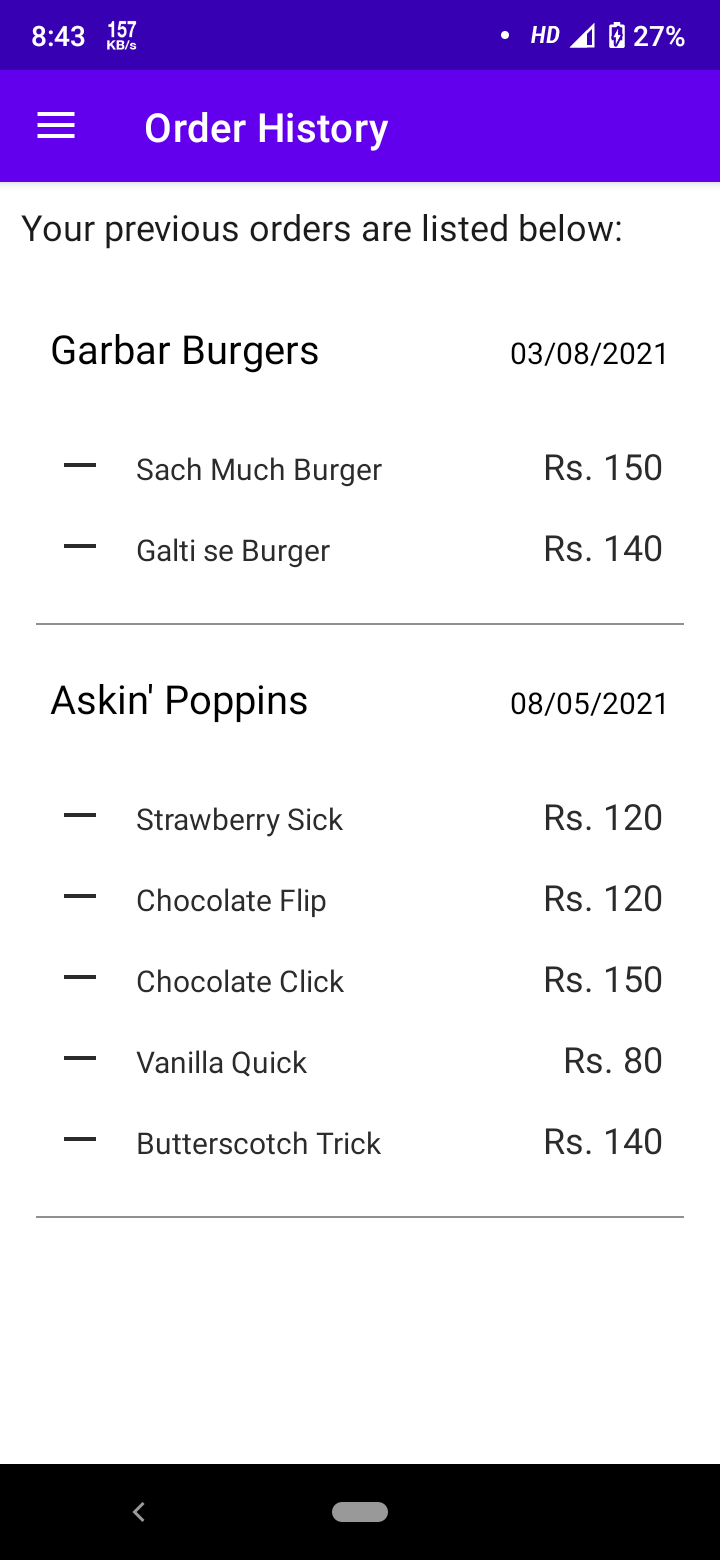 8:43 157 KB/s HD 27%
Order History
Your previous orders are listed below:
Garbar Burgers 03/08/2021
Sach Much Burger Rs. 150
Galti se Burger Rs. 140
Askin' Poppins 08/05/2021
Strawberry Sick Rs. 120
Chocolate Flip Rs. 120
Chocolate Click Rs. 150
Vanilla Quick Rs. 80
Butterscotch Trick Rs. 140